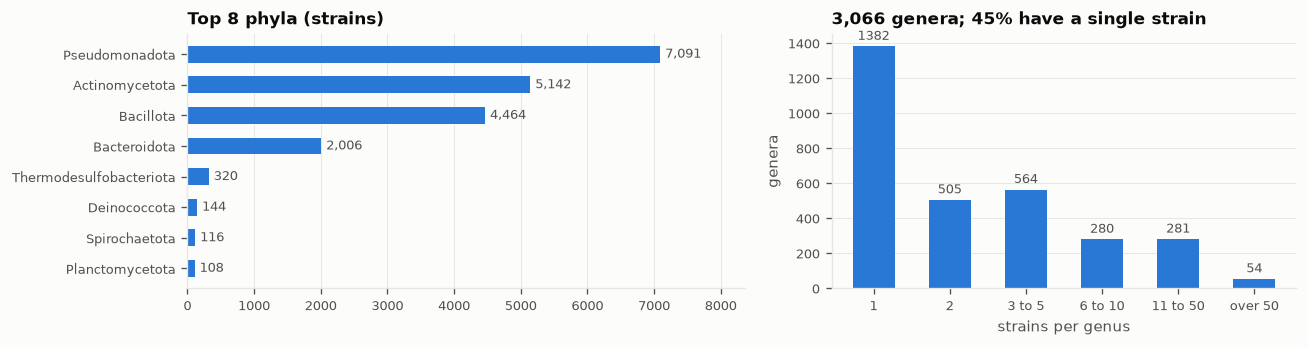 Top 8 phyla (strains)
Pseudomonadota
7,091
Actinomycetota
5,142
Bacillota
4,464
Bacteroidota
2,006
Thermodesulfobacteriota
320
Deinococcota
144
Spirochaetota
116
Planctomycetota
108
0 1000 2000 3000 4000 5000 6000 7000 8000
3,066 genera; 45% have a single strain
genera
1400
1200
1000
800
600
400
200
0
1382
505
564
280
281
54
1 2 3 to 5 6 to 10 11 to 50 over 50
strains per genus